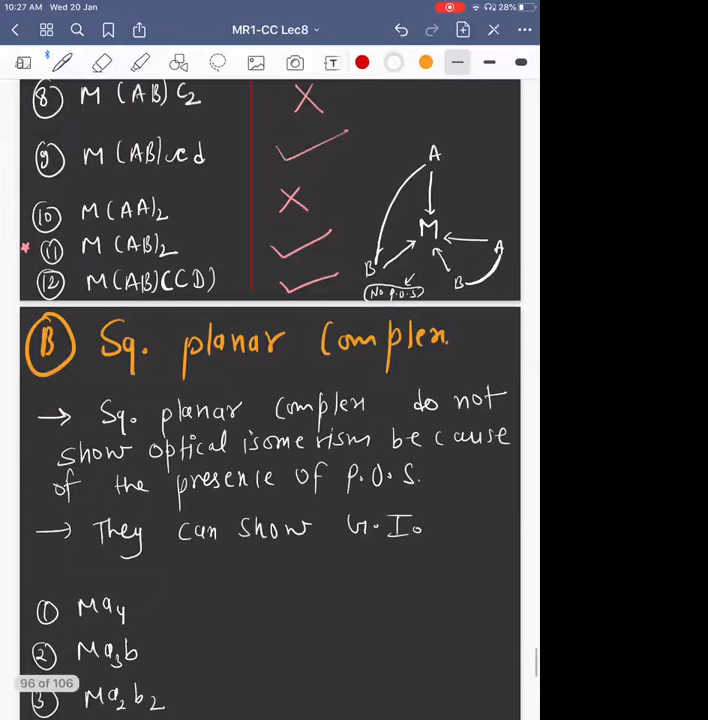 10:27 AM Wed 20 Jan
28%
MR1-CC Lec8
T
⑧ M (AB) C2
⑨ M (AB) cd
⑩ M (AA)2
* ⑪ M (AB)2
⑫ M (AB) (CD)
A
M
A
B
B
No P.O.S
B Sq. planar Complex.
→ Sq. planar Complex do not
show optical isomerism because
of the presence of P.O.S.
→ They can show G.I.
① Ma4
② Ma3b
96 of 106
③ Ma2b2